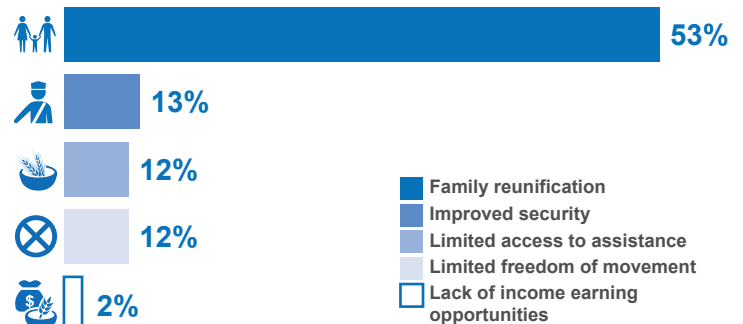 53%
13%
12%
12%
2%
Family reunification
Improved security
Limited access to assistance
Limited freedom of movement
Lack of income earning
opportunities
$